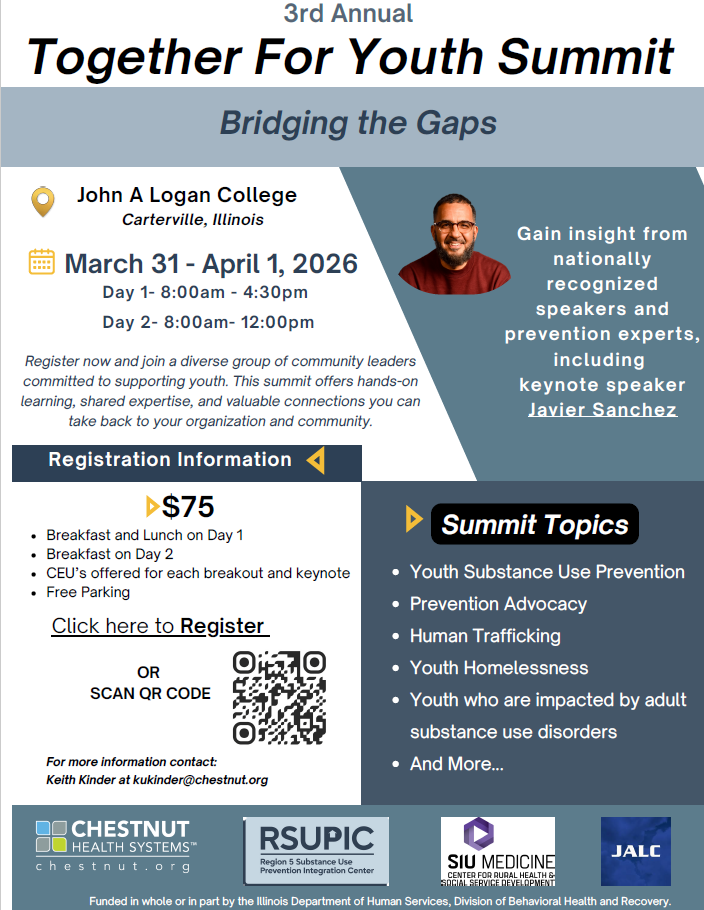 3rd Annual
Together For Youth Summit
Bridging the Gaps
John A Logan College
Carterville, Illinois
March 31 - April 1, 2026
Day 1- 8:00am - 4:30pm
Day 2- 8:00am- 12:00pm
Register now and join a diverse group of community leaders
committed to supporting youth. This summit offers hands-on
learning, shared expertise, and valuable connections you can
take back to your organization and community.
Gain insight from
nationally
recognized
speakers and
prevention experts,
including
keynote speaker
Javier Sanchez
Registration Information
$75
• Breakfast and Lunch on Day 1
• Breakfast on Day 2
• CEU's offered for each breakout and keynote
• Free Parking
Click here to Register
OR
SCAN QR CODE
For more information contact:
Keith Kinder at kukinder@chestnut.org
Summit Topics
• Youth Substance Use Prevention
• Prevention Advocacy
• Human Trafficking
• Youth Homelessness
• Youth who are impacted by adult
substance use disorders
• And More...
CHESTNUT
HEALTH SYSTEMS™
chestnut.org
RSUPIC
Region 5 Substance Use
Prevention Integration Center
SIU MEDICINE
CENTER FOR RURAL HEALTH &
SOCIAL SERVICE DEVELOPMENT
JALC
Funded in whole or in part by the Illinois Department of Human Services, Division of Behavioral Health and Recovery.